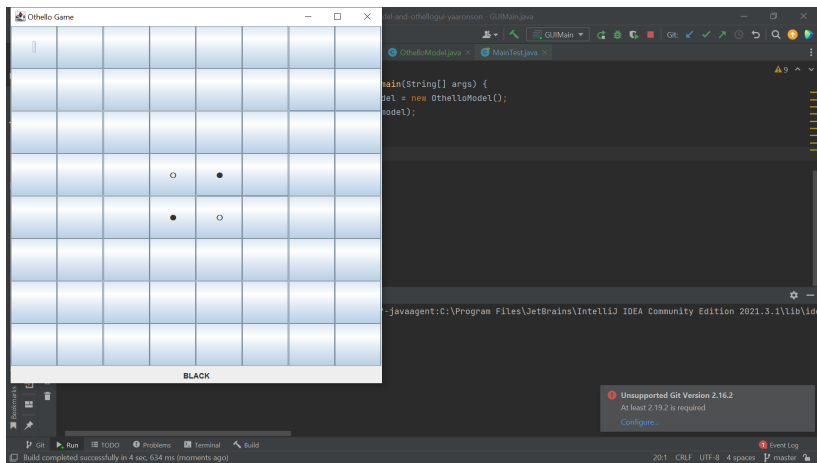 Othello Game
del-and-othellogui-yaaronson - GUIMain.java
GUIMain
Git:
OthelloModel.java
MainTest.java
9
main(String[] args) {
del = new OthelloModel();
model);
-javaagent:C:\Program Files\JetBrains\IntelliJ IDEA Community Edition 2021.3.1\lib\id
BLACK
Bookmarks
Unsupported Git Version 2.16.2
At least 2.19.2 is required
Configure...
Git
Run
TODO
Problems
Terminal
Build
1 Event Log
Build completed successfully in 4 sec, 634 ms (moments ago)
20:1 CRLF UTF-8 4 spaces master